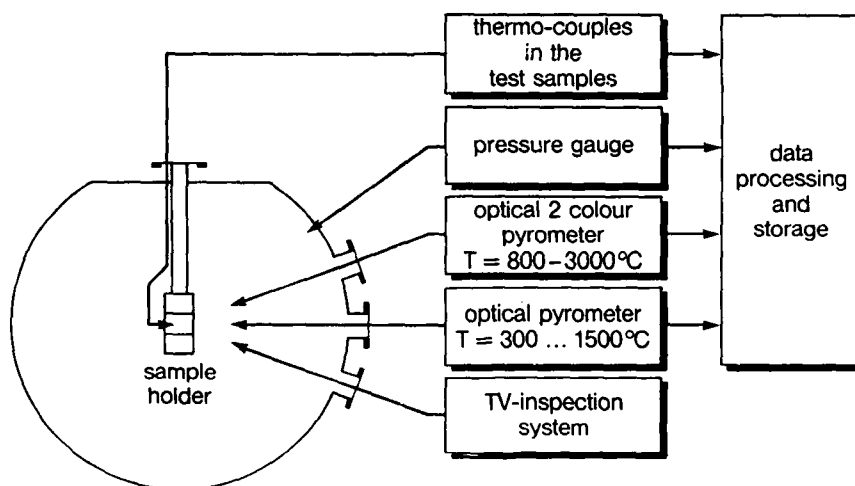 thermo-couples
in the
test samples
pressure gauge
optical 2 colour
pyrometer
T = 800–3000°C
optical pyrometer
T = 300 ... 1500°C
TV-inspection
system
data
processing
and
storage
sample
holder